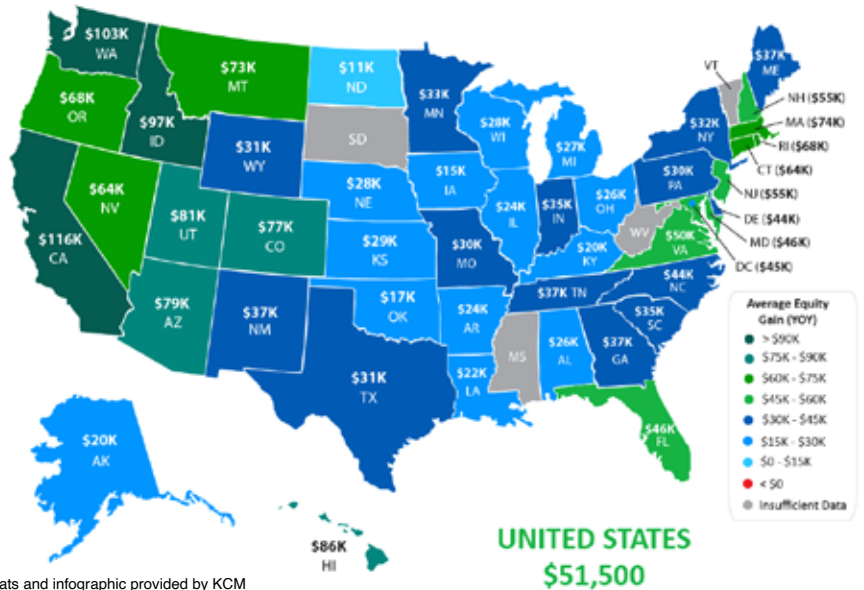 $103K
WA
$73K
MT
$11K
ND
$33K
MN
$37K
ME
VT
NH ($55K)
MA ($74K)
RI ($68K)
CT ($64K)
NJ ($55K)
DE ($44K)
MD ($46K)
DC ($45K)
$68K
OR
$97K
ID
$31K
WY
SD
$28K
WI
$27K
MI
$32K
NY
$30K
PA
$64K
NV
$81K
UT
$77K
CO
$28K
NE
$15K
IA
$24K
IL
$35K
IN
$26K
OH
WV
$50K
VA
$116K
CA
$79K
AZ
$37K
NM
$29K
KS
$30K
MO
$20K
KY
$37K TN
$44K
NC
$35K
SC
$17K
OK
$24K
AR
MS
$26K
AL
$37K
GA
$31K
TX
$22K
LA
$46K
FL
$20K
AK
$86K
HI
Average Equity
Gain (YOY)
> $90K
$75K - $90K
$60K - $75K
$45K - $60K
$30K - $45K
$15K - $30K
$0 - $15K
< $0
Insufficient Data
UNITED STATES
$51,500
ats and infographic provided by KCM